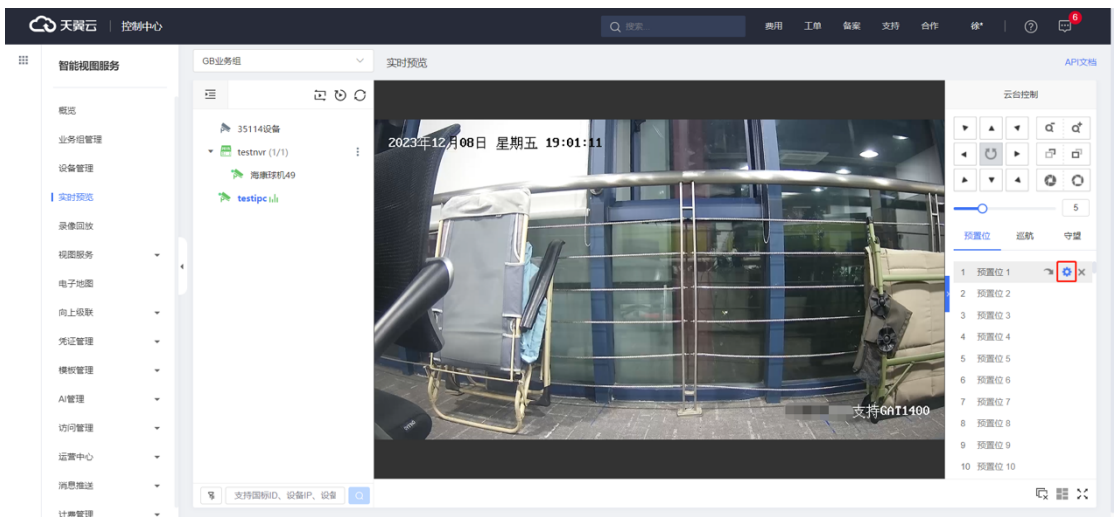 天翼云 控制中心 搜索... 费用 工单 备案 支持 合作 徐* 6
智能视图服务
概览
业务组管理
设备管理
实时预览
录像回放
视图服务
电子地图
向上级联
凭证管理
模板管理
AI管理
访问管理
运营中心
消息推送
计费管理
GB业务组
35114设备
testnvr (1/1)
海康球机49
testipc
支持国标ID、设备IP、设备
实时预览 API文档
2023年12月08日 星期五 19:01:11
支持GAT1400
云台控制
5
预置位 巡航 守望
1 预置位 1
2 预置位 2
3 预置位 3
4 预置位 4
5 预置位 5
6 预置位 6
7 预置位 7
8 预置位 8
9 预置位 9
10 预置位 10